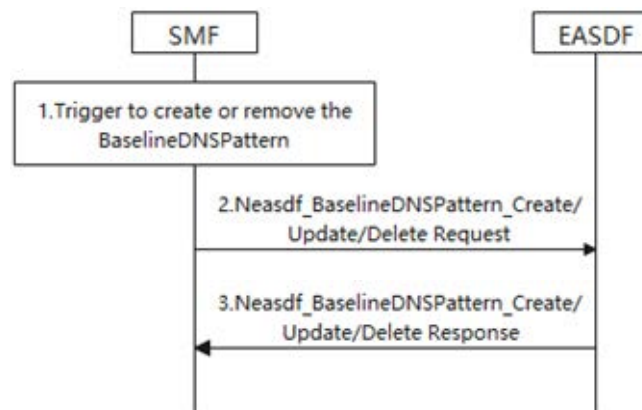 SMF
EASDF
1.Trigger to create or remove the
BaselineDNSPattern
2.Neasdf_BaselineDNSPattern_Create/
Update/Delete Request
3.Neasdf_BaselineDNSPattern_Create/
Update/Delete Response